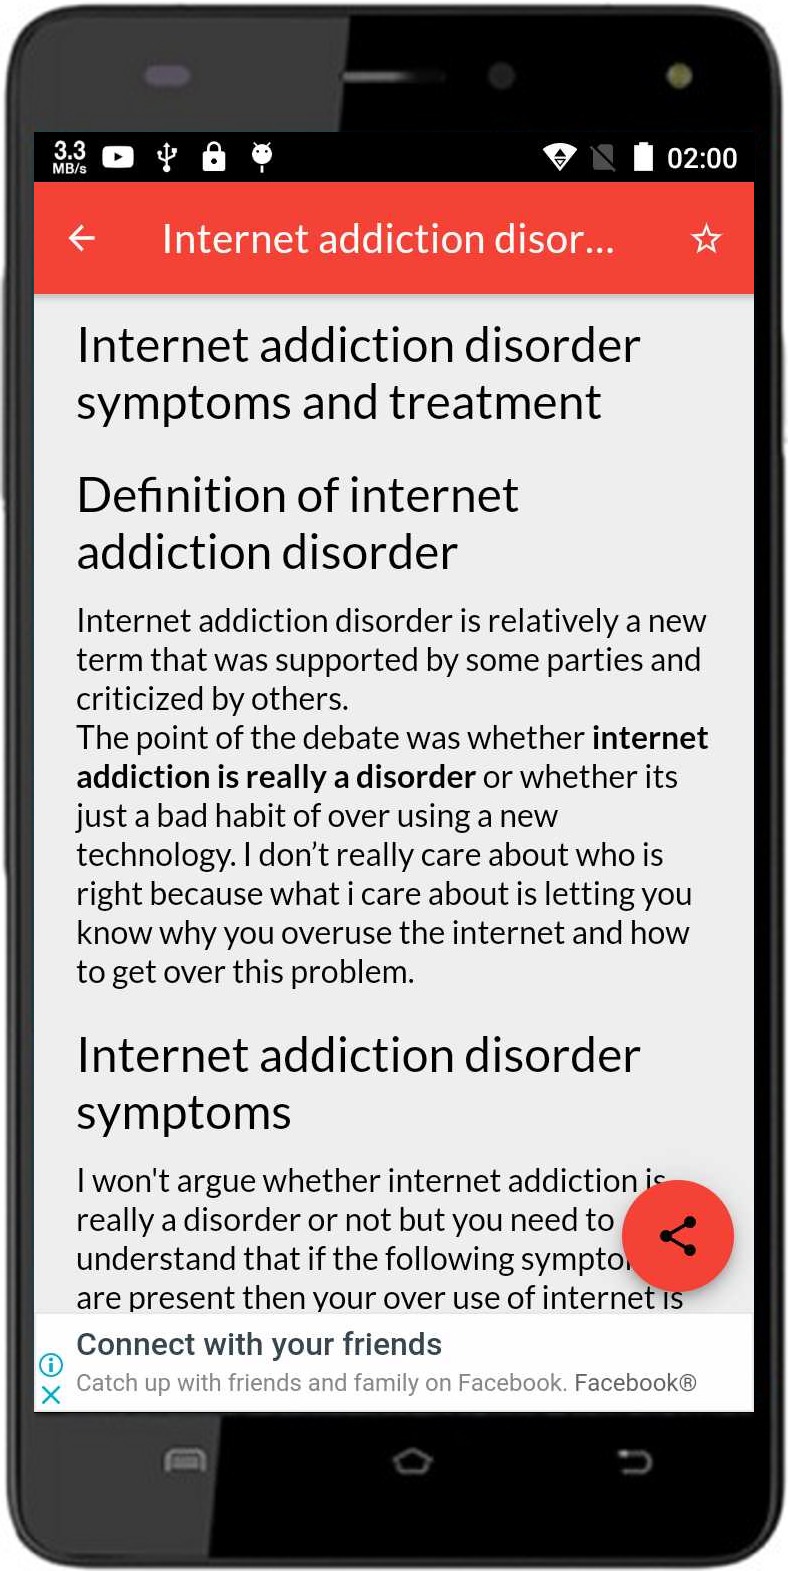 3.3
MB/s
02:00
Internet addiction disor...
Internet addiction disorder
symptoms and treatment
Definition of internet
addiction disorder
Internet addiction disorder is relatively a new
term that was supported by some parties and
criticized by others.
The point of the debate was whether internet
addiction is really a disorder or whether its
just a bad habit of over using a new
technology. I don’t really care about who is
right because what i care about is letting you
know why you overuse the internet and how
to get over this problem.
Internet addiction disorder
symptoms
I won't argue whether internet addiction is
really a disorder or not but you need to
understand that if the following
are present then your over use of internet is
Connect with your friends
Catch up with friends and family on Facebook. Facebook®